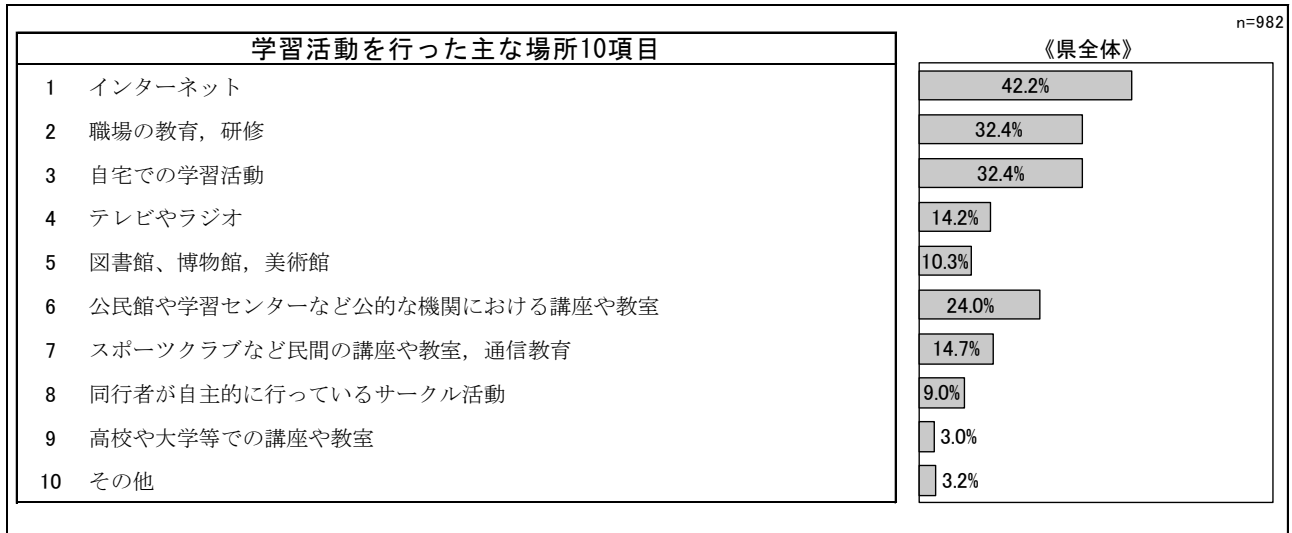 n=982
学習活動を行った主な場所10項目 《県全体》
1 インターネット 42.2%
2 職場の教育，研修 32.4%
3 自宅での学習活動 32.4%
4 テレビやラジオ 14.2%
5 図書館、博物館，美術館 10.3%
6 公民館や学習センターなど公的な機関における講座や教室 24.0%
7 スポーツクラブなど民間の講座や教室，通信教育 14.7%
8 同行者が自主的に行っているサークル活動 9.0%
9 高校や大学等での講座や教室 3.0%
10 その他 3.2%